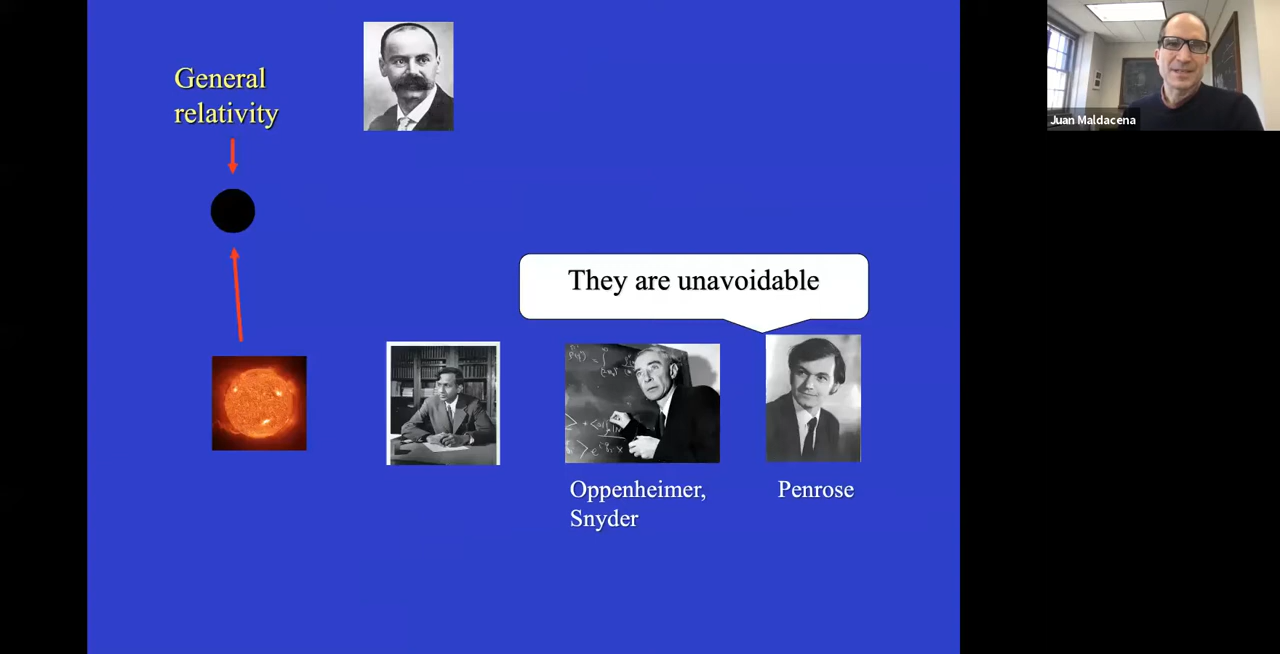 General
relativity
Juan Maldacena
They are unavoidable
Oppenheimer,
Snyder
Penrose